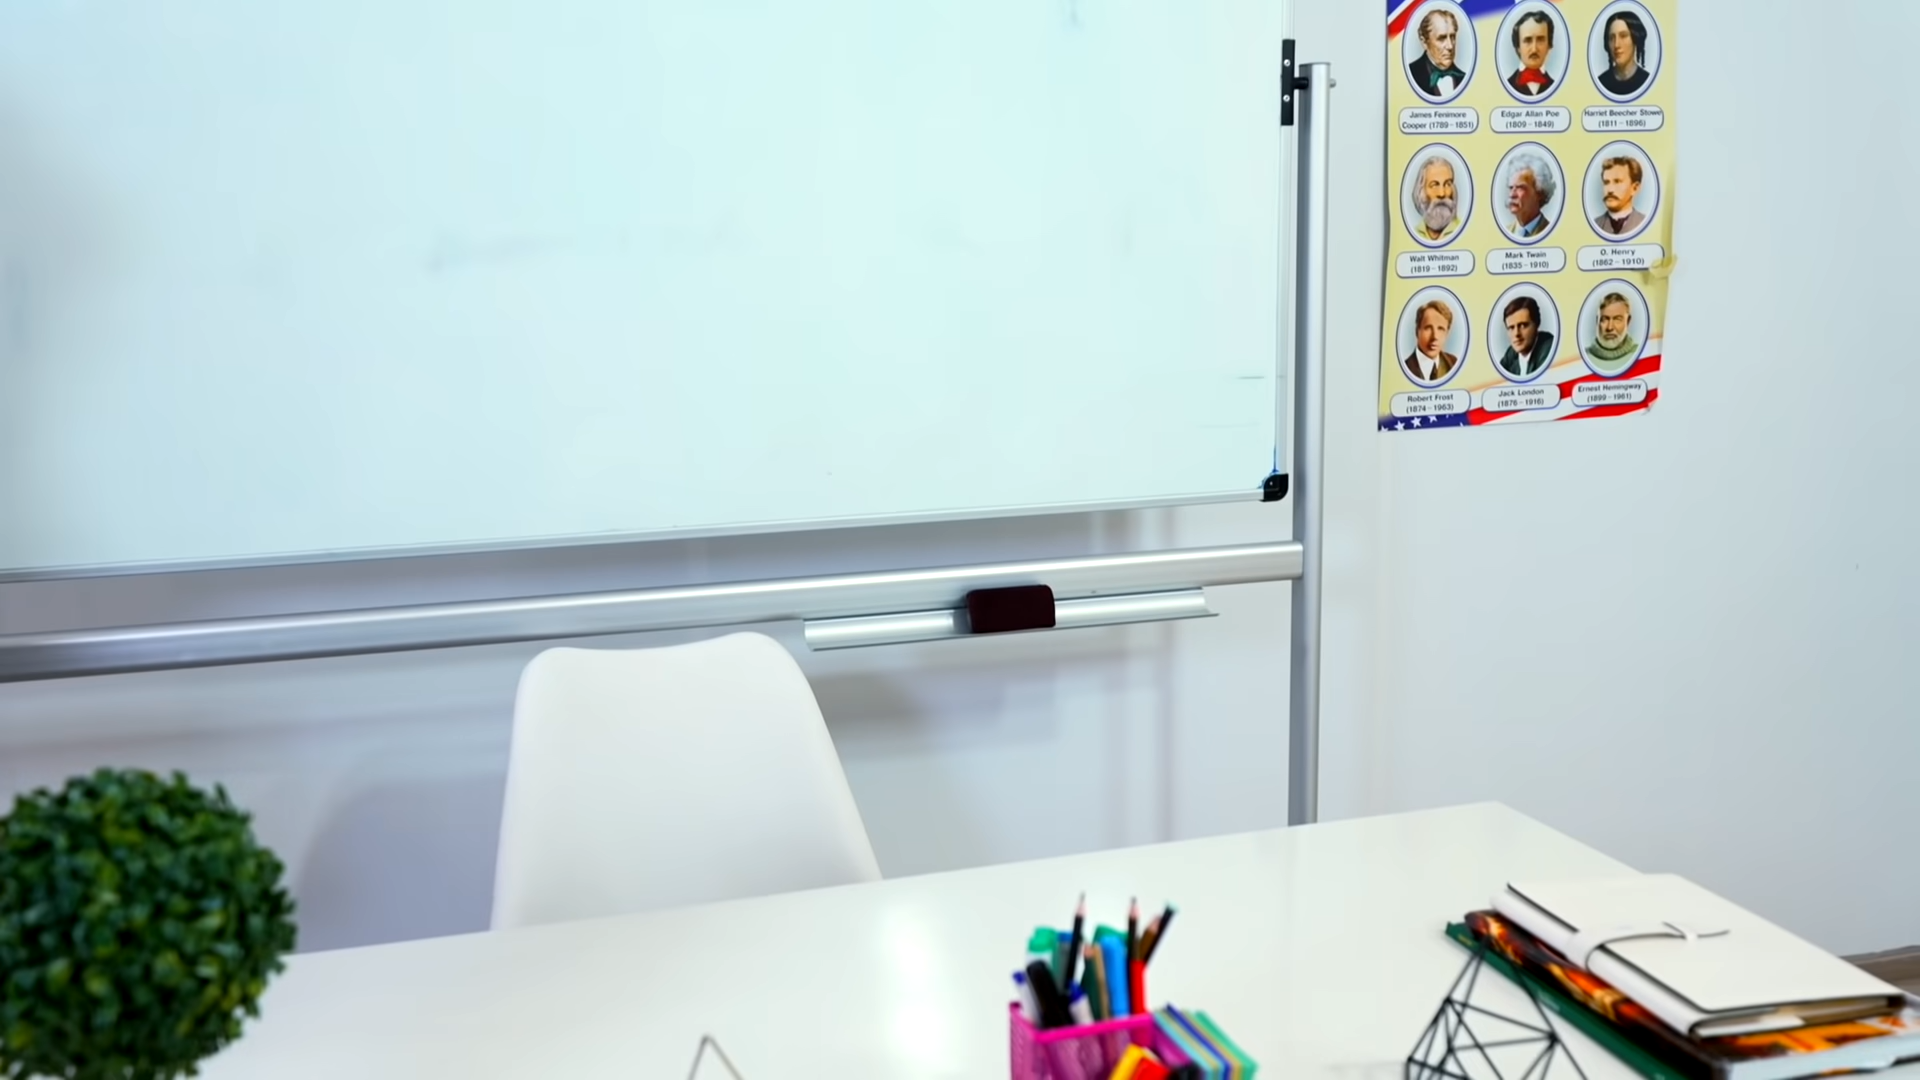 James Fenimore
Cooper (1789 - 1851)
Edgar Allan Poe
(1809 - 1849)
Harriet Beecher Stowe
(1811 - 1896)
Walt Whitman
(1819 - 1892)
Mark Twain
(1835 - 1910)
O. Henry
(1862 - 1910)
Robert Frost
(1874 - 1963)
Jack London
(1876 - 1916)
Ernest Hemingway
(1899 - 1961)